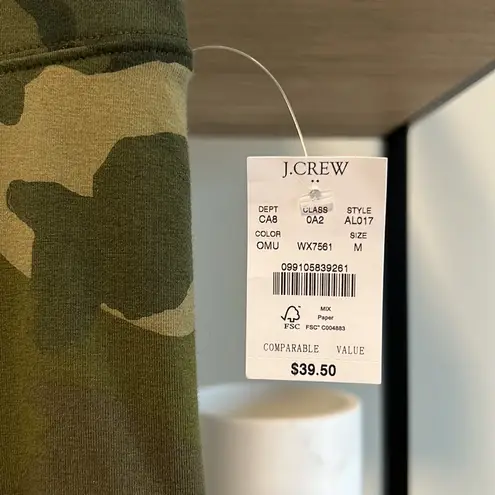 J.CREW
DEPT CLASS STYLE
CA8 0A2 AL017
COLOR SIZE
OMU WX7561 M
099105839261
MIX
Paper
FSC
FSC® C004883
COMPARABLE VALUE
$39.50